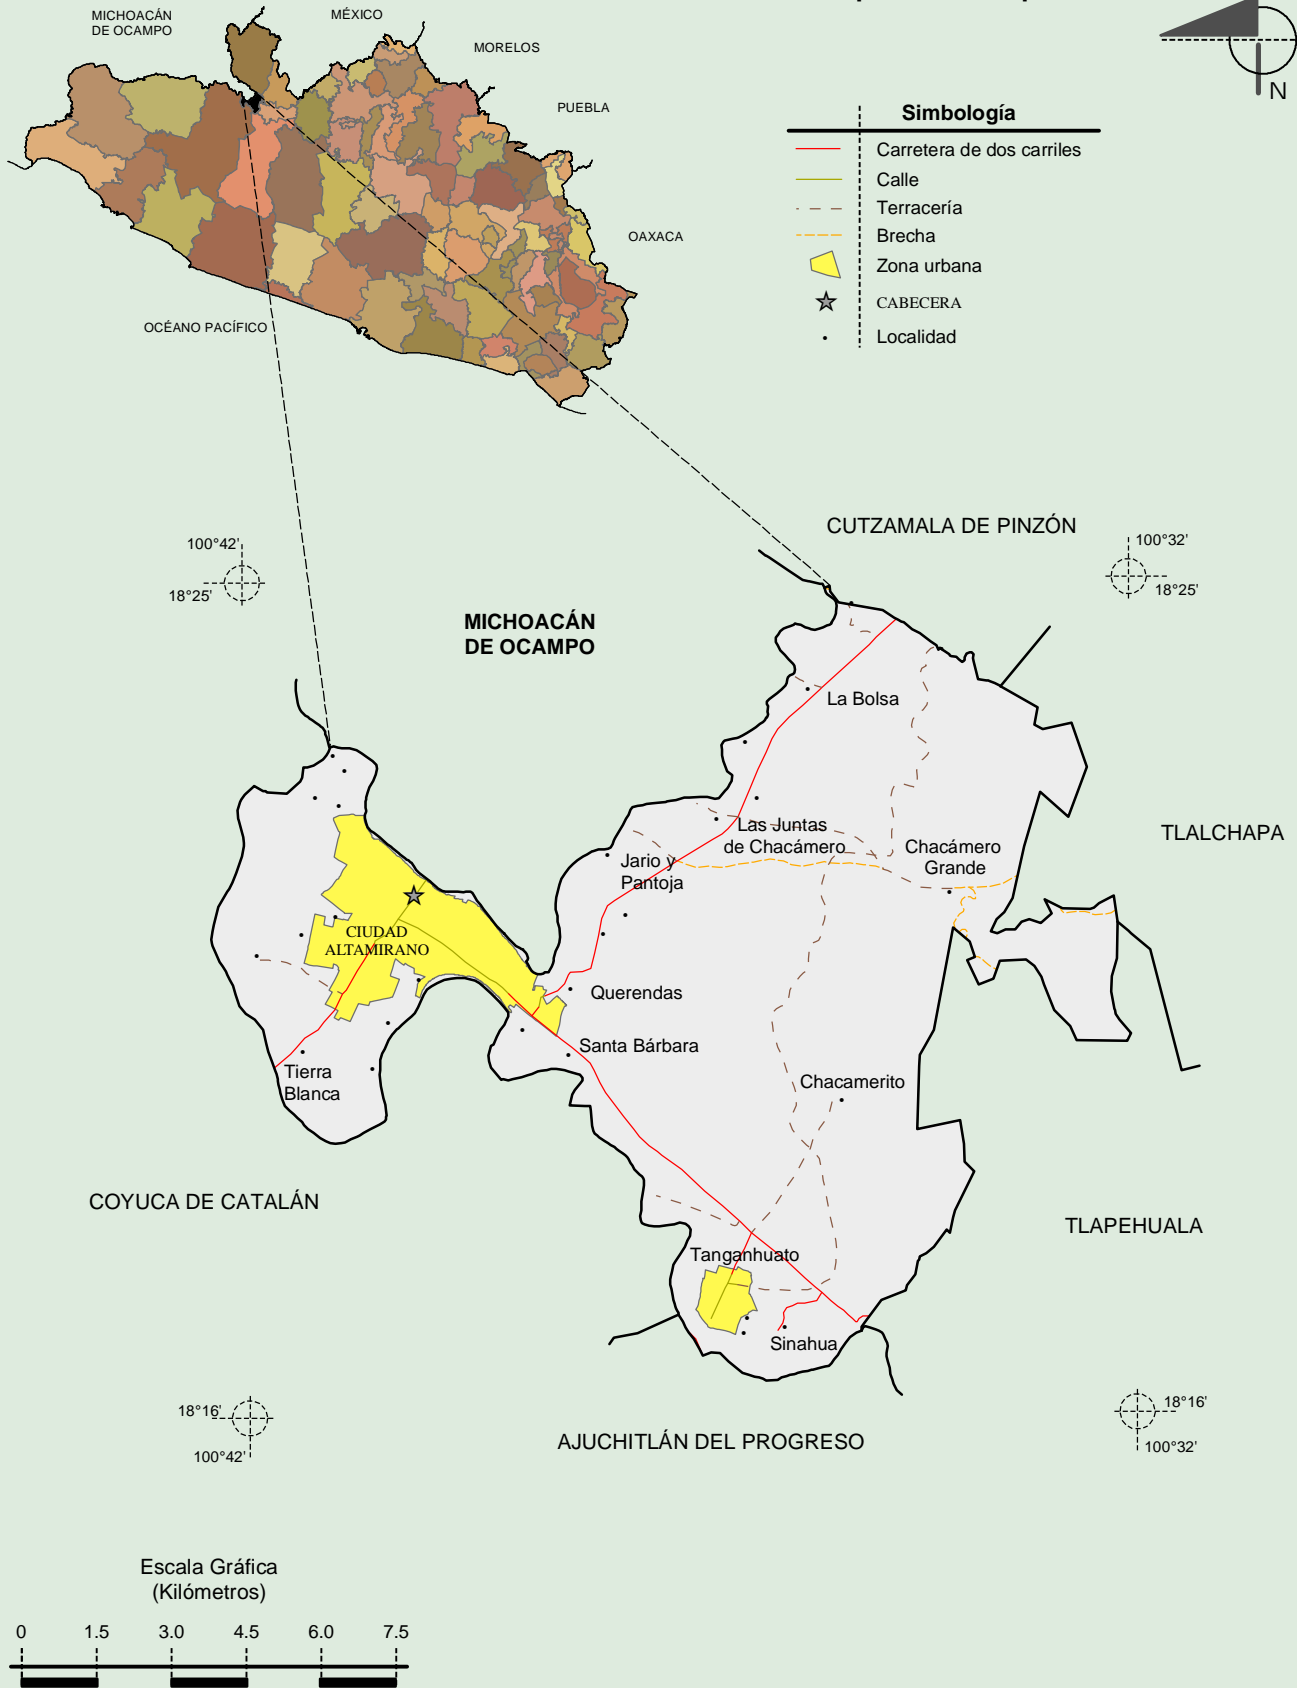 MICHOACÁN
DE OCAMPO
MÉXICO
MORELOS
PUEBLA
OAXACA
OCÉANO PACÍFICO
N
Simbología
Carretera de dos carriles
Calle
Terracería
Brecha
Zona urbana
CABECERA
Localidad
CUTZAMALA DE PINZÓN
100°42'
18°25'
100°32'
18°25'
MICHOACÁN
DE OCAMPO
La Bolsa
TLALCHAPA
Las Juntas
de Chacámero
Chacámero
Grande
Jario y
Pantoja
CIUDAD
ALTAMIRANO
Querendas
Santa Bárbara
Tierra
Blanca
Chacamerito
COYUCA DE CATALÁN
TLAPEHUALA
Tanganhuato
Sinahua
18°16'
100°42'
18°16'
100°32'
AJUCHITLÁN DEL PROGRESO
Escala Gráfica
(Kilómetros)
0 1.5 3.0 4.5 6.0 7.5